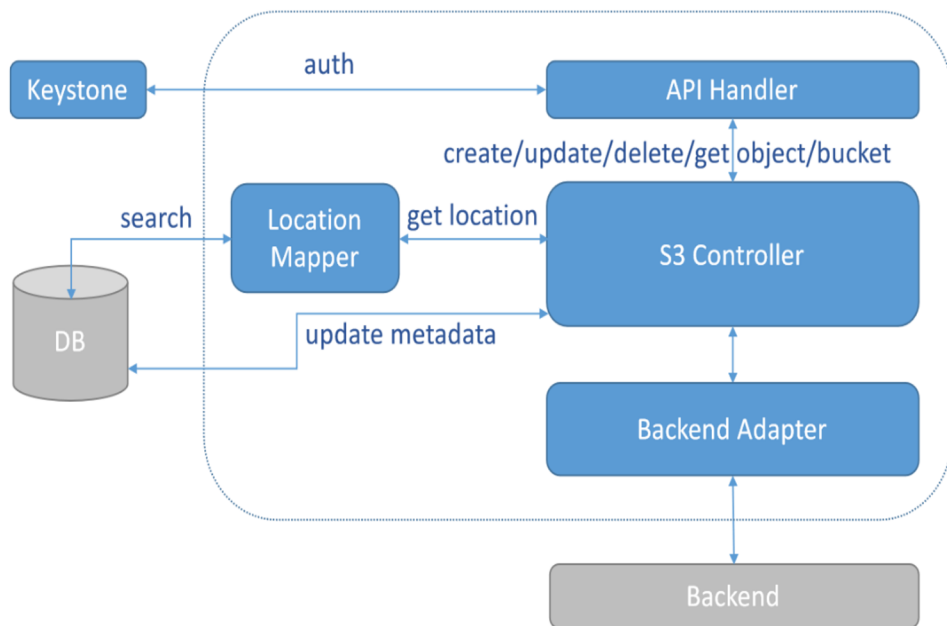 auth
Keystone
API Handler
create/update/delete/get object/bucket
search
Location
Mapper
get location
S3 Controller
DB
update metadata
Backend Adapter
Backend